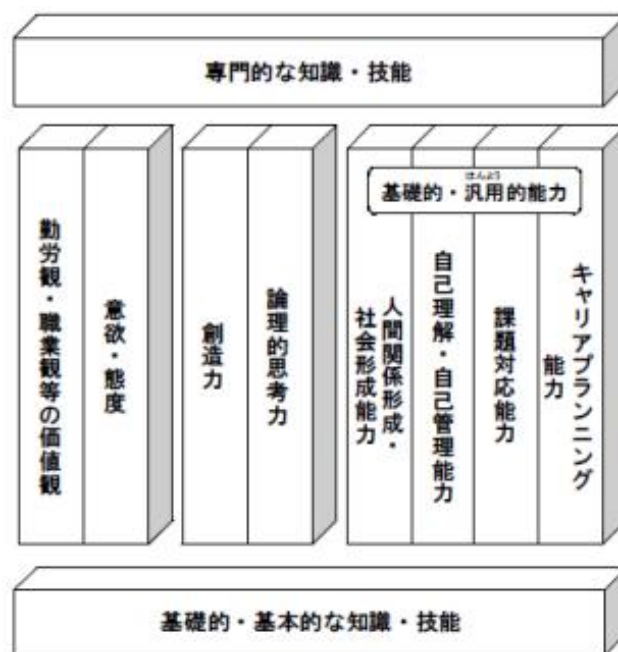 専門的な知識・技能
勤労観・職業観等の価値観
意欲・態度
創造力
論理的思考力
はんよう
基礎的・汎用的能力
人間関係形成・
社会形成能力
自己理解・自己管理能力
課題対応能力
キャリアプランニング
能力
基礎的・基本的な知識・技能